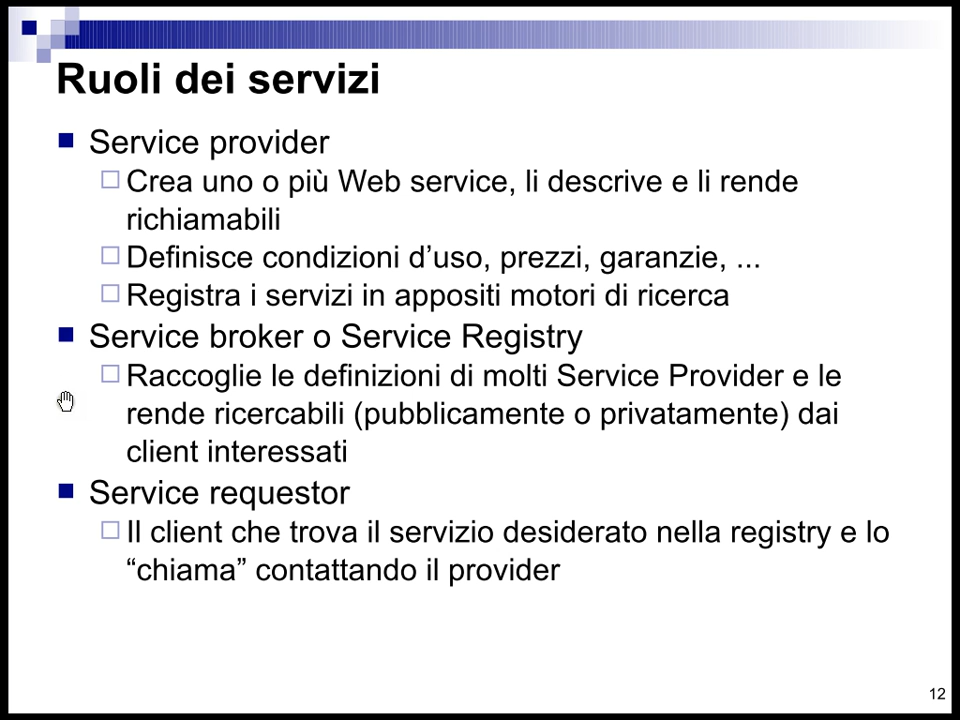 Ruoli dei servizi
Service provider
Crea uno o più Web service, li descrive e li rende
richiamabili
Definisce condizioni d’uso, prezzi, garanzie, ...
Registra i servizi in appositi motori di ricerca
Service broker o Service Registry
Raccoglie le definizioni di molti Service Provider e le
rende ricercabili (pubblicamente o privatamente) dai
client interessati
Service requestor
Il client che trova il servizio desiderato nella registry e lo
“chiama” contattando il provider
12